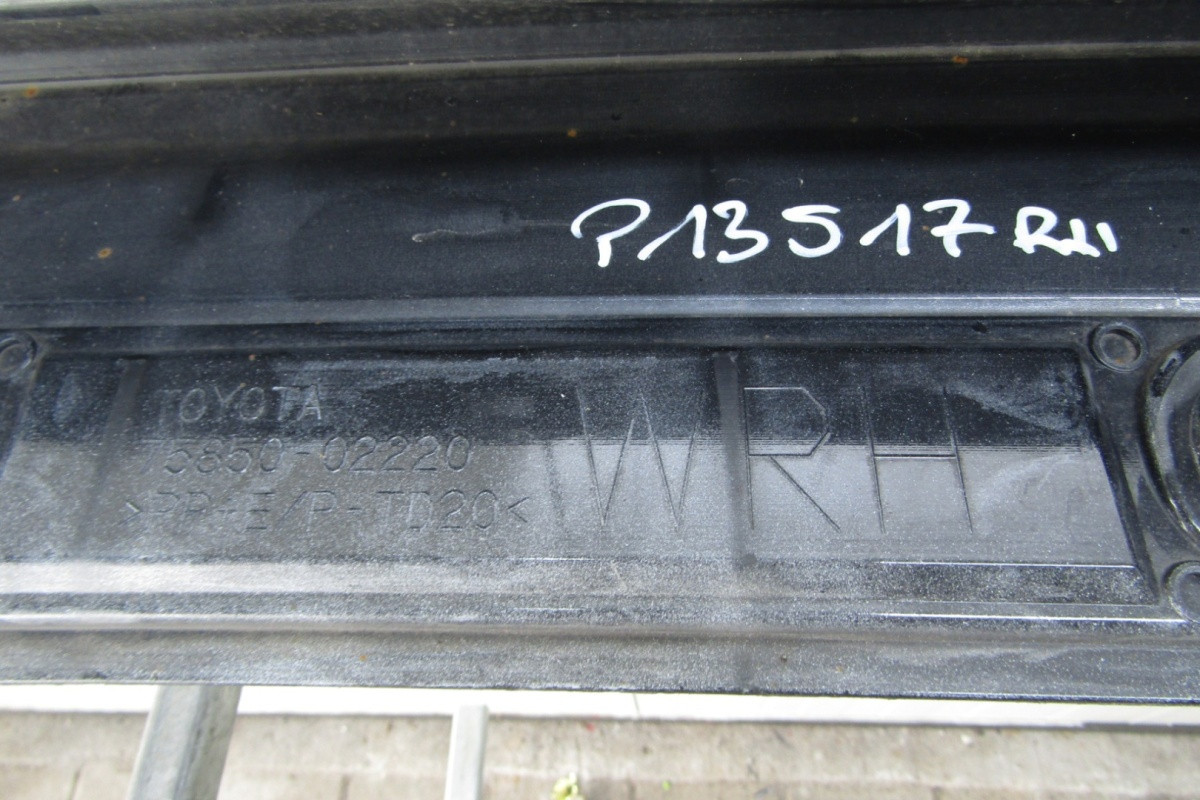 P13517 RH
TOYOTA
75850-02220
>PP-E/P-TD20<
WRH